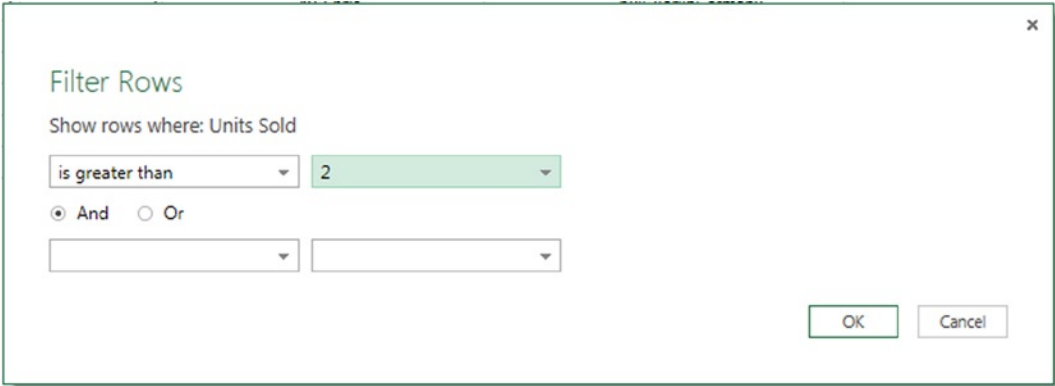 Filter Rows
Show rows where: Units Sold
is greater than 2
And Or
OK Cancel